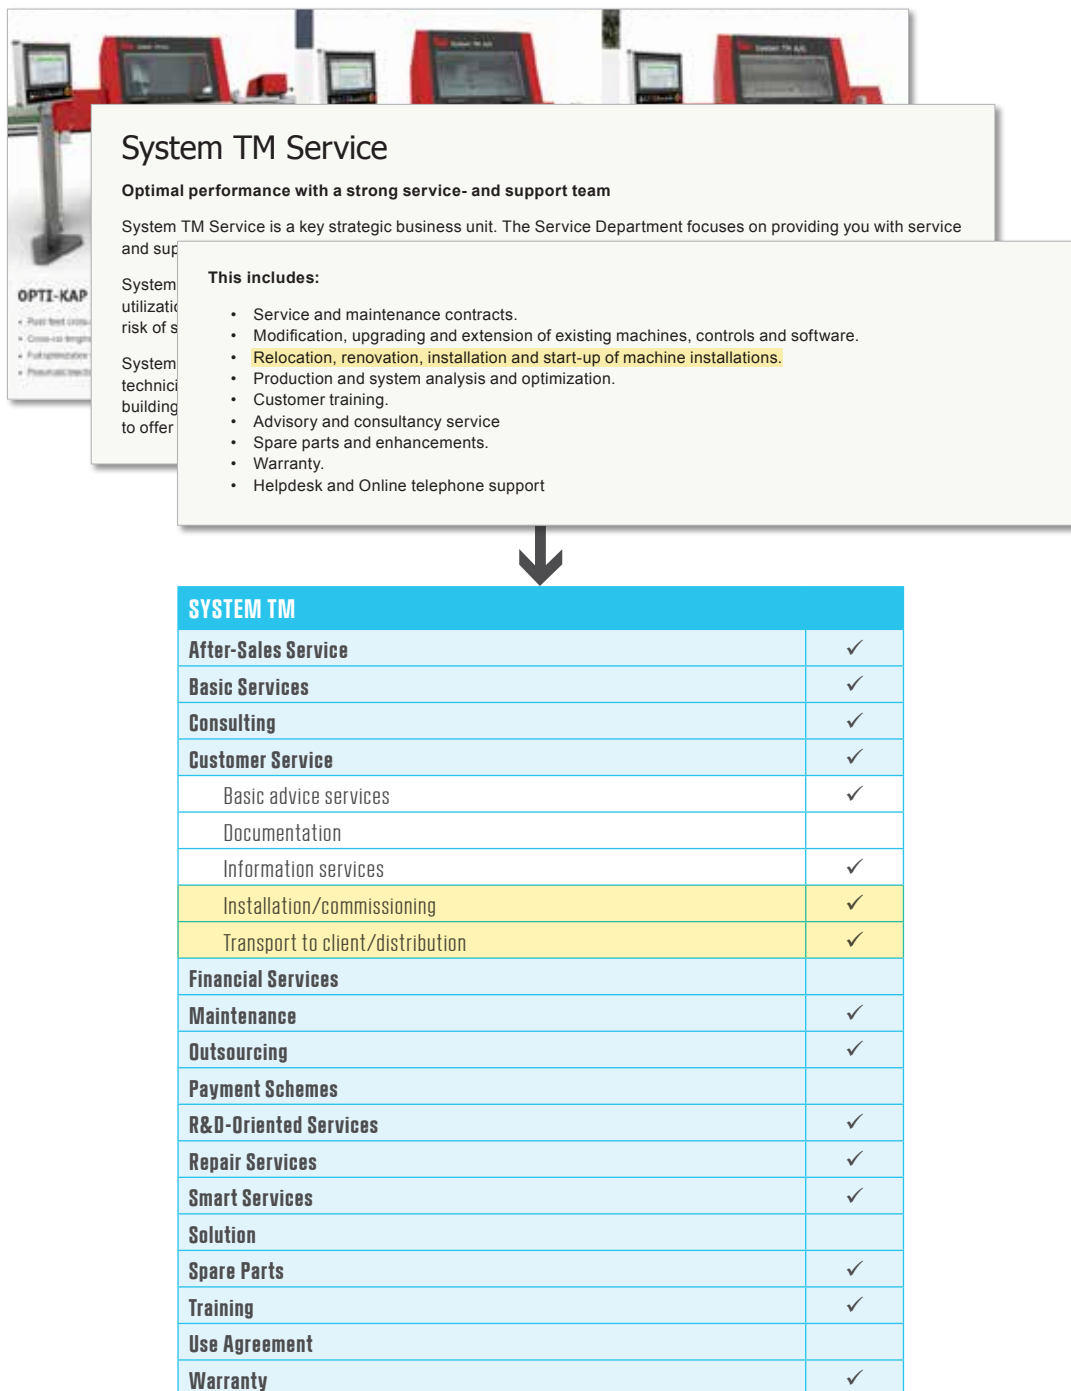 System TM A/S
System TM A/S
System TM Service
Optimal performance with a strong service- and support team
System TM Service is a key strategic business unit. The Service Department focuses on providing you with service
and sup
System
utilizatio
risk of s
System
technici
building
to offer
OPTI-KAP
This includes:
• Service and maintenance contracts.
• Modification, upgrading and extension of existing machines, controls and software.
• Relocation, renovation, installation and start-up of machine installations.
• Production and system analysis and optimization.
• Customer training.
• Advisory and consultancy service
• Spare parts and enhancements.
• Warranty.
• Helpdesk and Online telephone support
SYSTEM TM
After-Sales Service ✓
Basic Services ✓
Consulting ✓
Customer Service ✓
Basic advice services ✓
Documentation
Information services ✓
Installation/commissioning ✓
Transport to client/distribution ✓
Financial Services
Maintenance ✓
Outsourcing ✓
Payment Schemes
R&D-Oriented Services ✓
Repair Services ✓
Smart Services ✓
Solution
Spare Parts ✓
Training ✓
Use Agreement
Warranty ✓